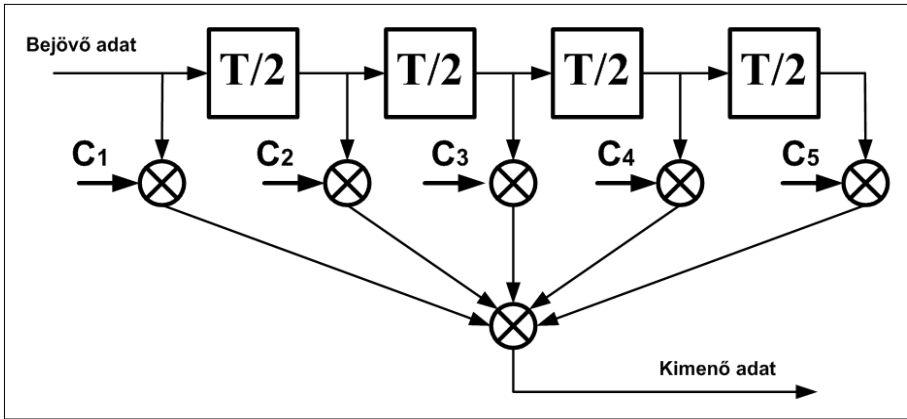 Bejövő adat
T/2 T/2 T/2 T/2
C1 C2 C3 C4 C5
Kimenő adat